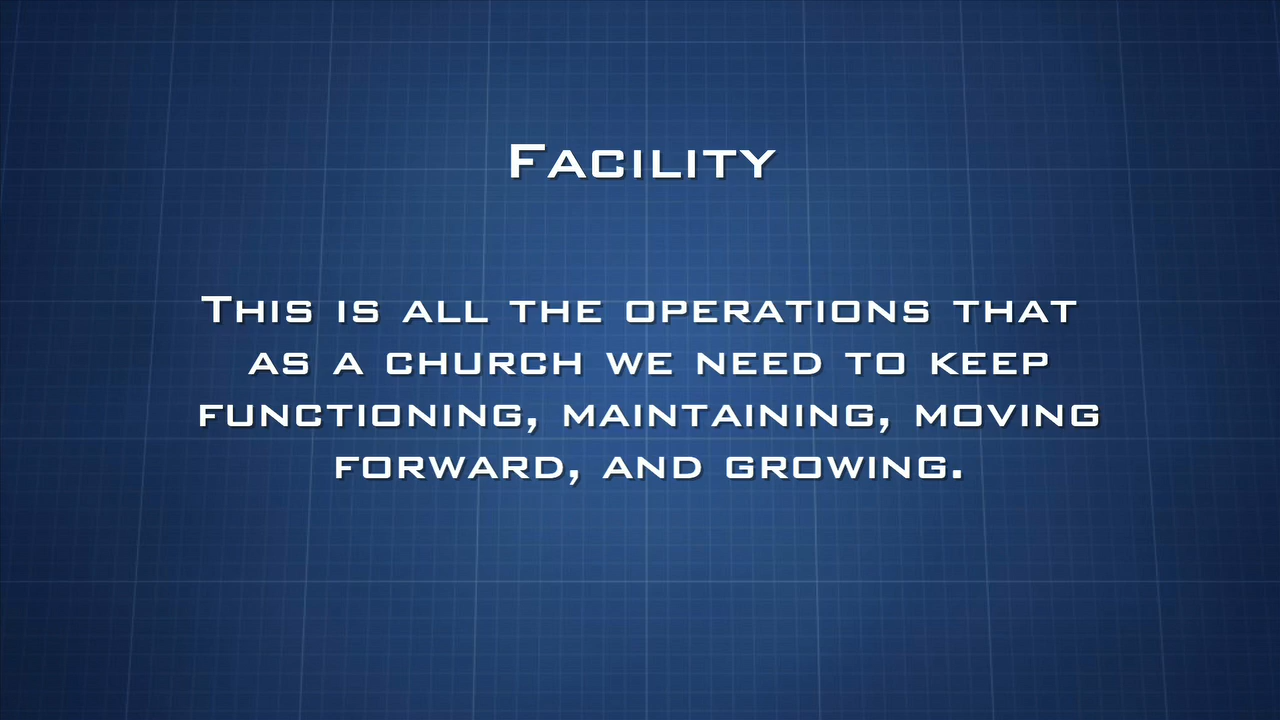 Facility
This is all the operations that
as a church we need to keep
functioning, maintaining, moving
forward, and growing.